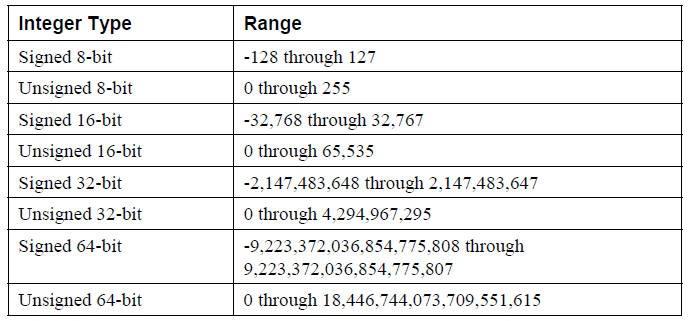 Integer Type Range
Signed 8-bit -128 through 127
Unsigned 8-bit 0 through 255
Signed 16-bit -32,768 through 32,767
Unsigned 16-bit 0 through 65,535
Signed 32-bit -2,147,483,648 through 2,147,483,647
Unsigned 32-bit 0 through 4,294,967,295
Signed 64-bit -9,223,372,036,854,775,808 through
9,223,372,036,854,775,807
Unsigned 64-bit 0 through 18,446,744,073,709,551,615